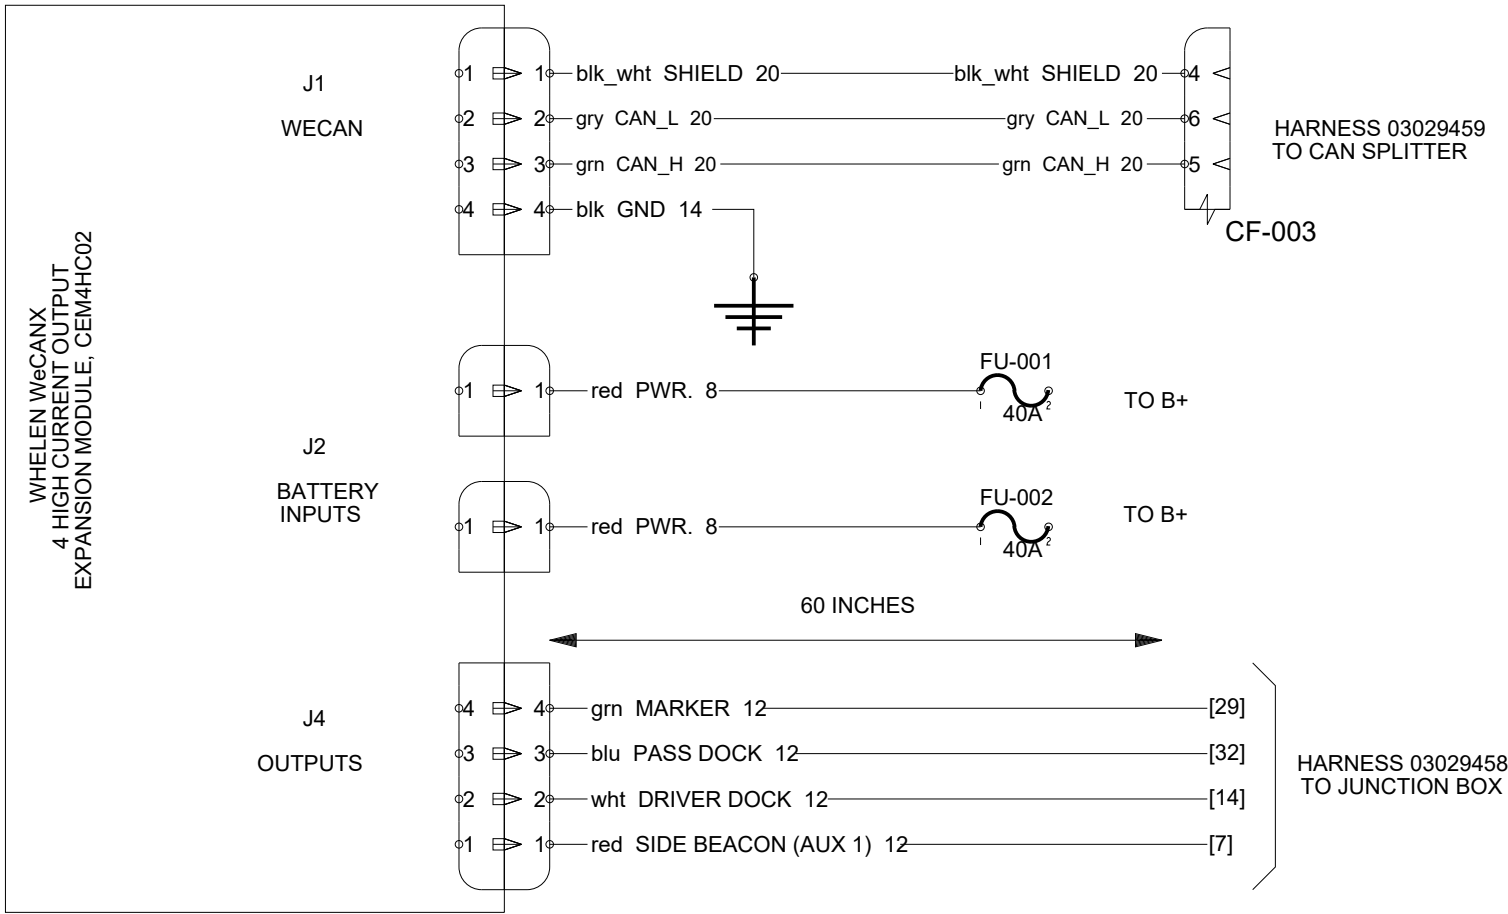 WHELEN WeCANX
4 HIGH CURRENT OUTPUT
EXPANSION MODULE, CEM4HC02
J1
WECAN
1 1 blk_wht SHIELD 20 blk_wht SHIELD 20 4
2 2 gry CAN_L 20 gry CAN_L 20 6
3 3 grn CAN_H 20 grn CAN_H 20 5
4 4 blk GND 14
HARNESS 03029459
TO CAN SPLITTER
CF-003
J2
BATTERY
INPUTS
FU-001
1 1 red PWR. 8 1 2
40A
TO B+
FU-002
1 1 red PWR. 8 1 2
40A
TO B+
60 INCHES
J4
OUTPUTS
4 4 grn MARKER 12 [29]
3 3 blu PASS DOCK 12 [32]
2 2 wht DRIVER DOCK 12 [14]
1 1 red SIDE BEACON (AUX 1) 12 [7]
HARNESS 03029458
TO JUNCTION BOX